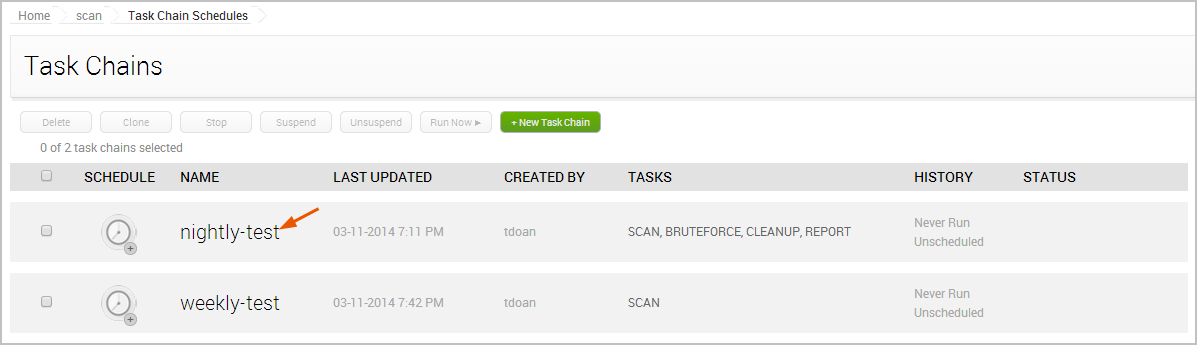 Home scan Task Chain Schedules
Task Chains
Delete Clone Stop Suspend Unsuspend Run Now + New Task Chain
0 of 2 task chains selected
SCHEDULE NAME LAST UPDATED CREATED BY TASKS HISTORY STATUS
nightly-test 03-11-2014 7:11 PM tdoan SCAN, BRUTEFORCE, CLEANUP, REPORT Never Run
Unscheduled
weekly-test 03-11-2014 7:42 PM tdoan SCAN Never Run
Unscheduled